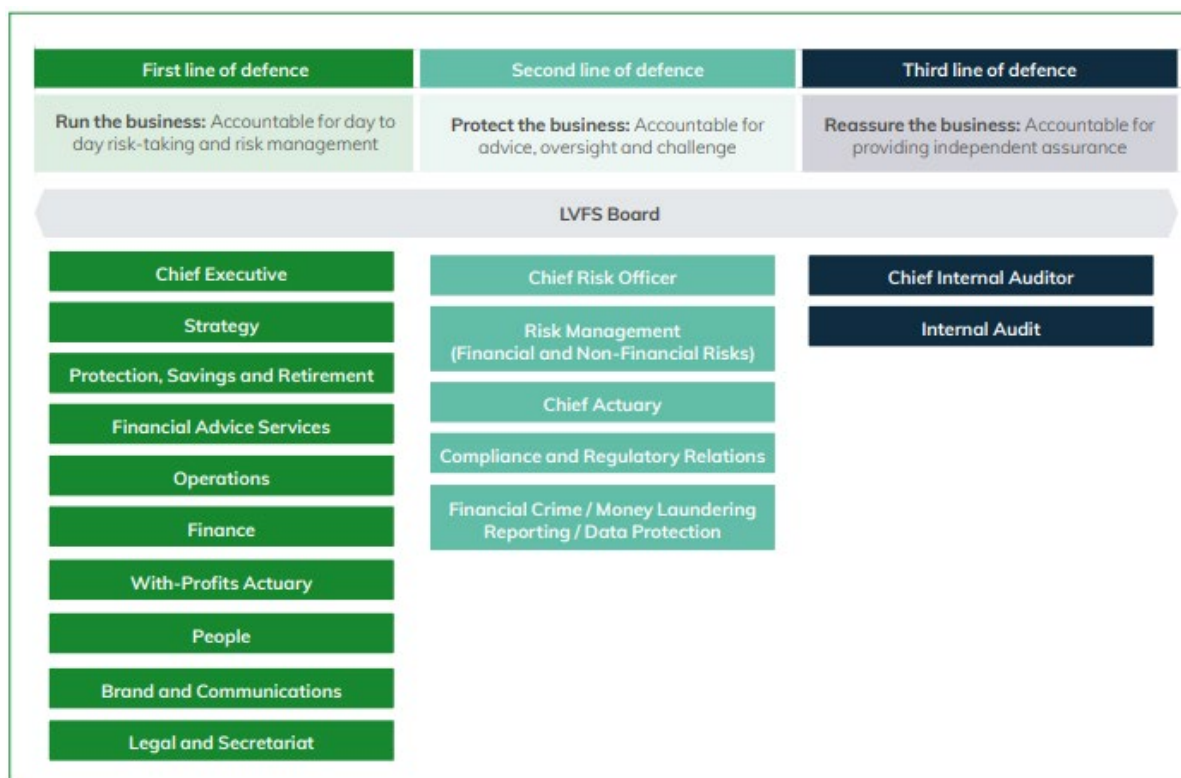 First line of defence
Second line of defence
Third line of defence
Run the business: Accountable for day to
day risk-taking and risk management
Protect the business: Accountable for
advice, oversight and challenge
Reassure the business: Accountable for
providing independent assurance
LVFS Board
Chief Executive
Strategy
Protection, Savings and Retirement
Financial Advice Services
Operations
Finance
With-Profits Actuary
People
Brand and Communications
Legal and Secretariat
Chief Risk Officer
Risk Management
(Financial and Non-Financial Risks)
Chief Actuary
Compliance and Regulatory Relations
Financial Crime / Money Laundering
Reporting / Data Protection
Chief Internal Auditor
Internal Audit